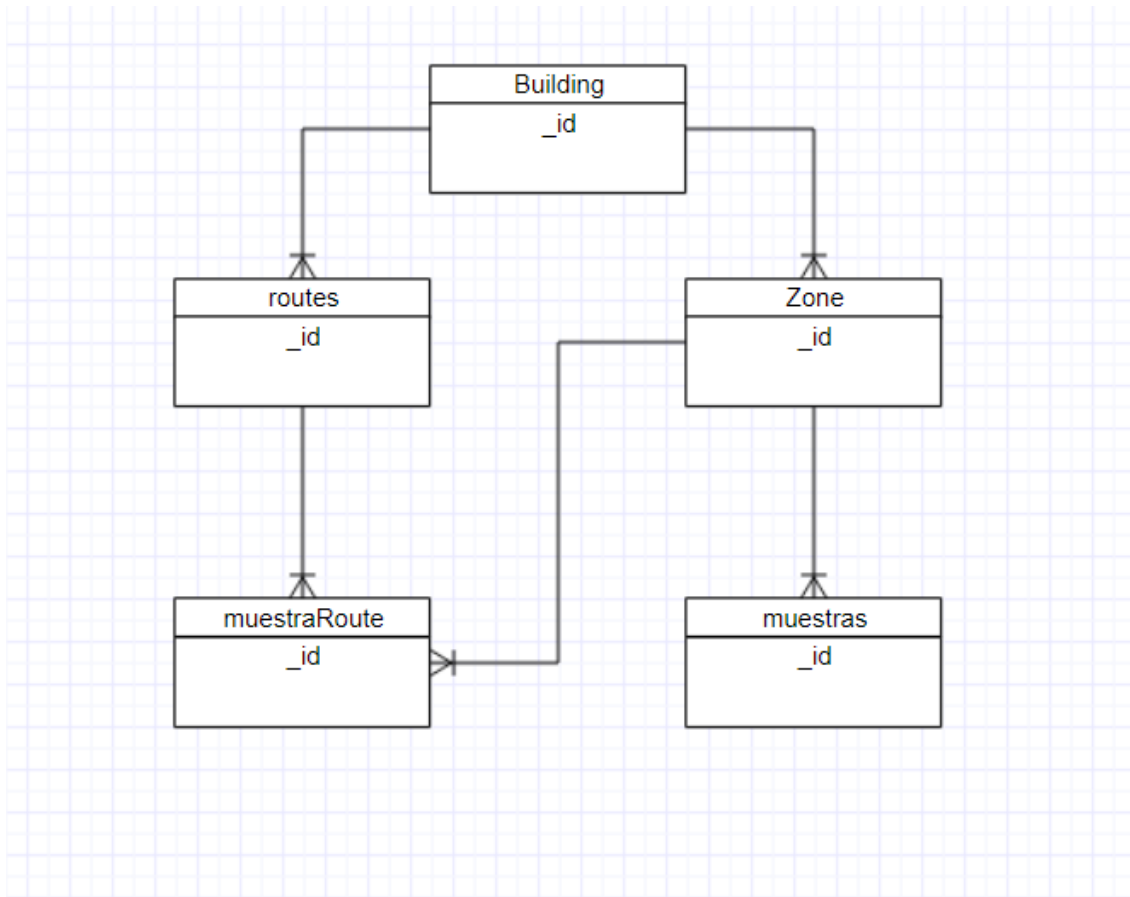 Building
_id
routes
_id
Zone
_id
muestraRoute
_id
muestras
_id